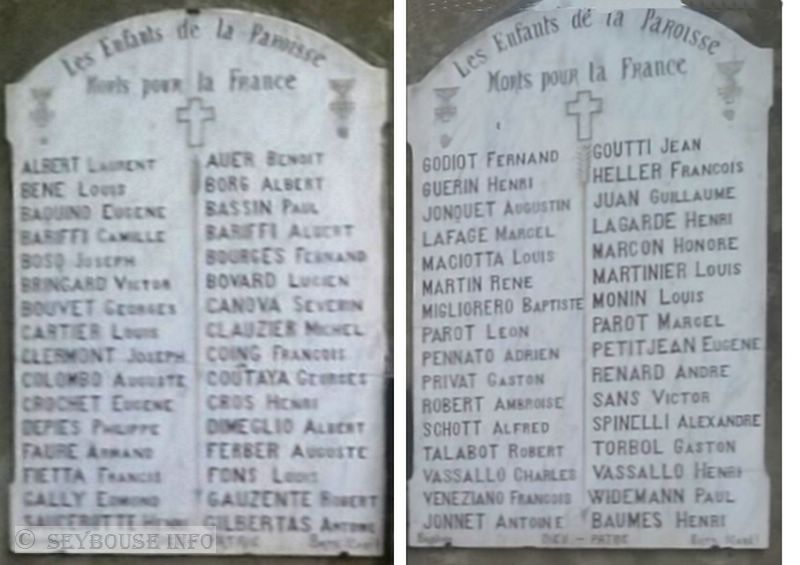 Les Enfants de la Paroisse
Morts pour la France
ALBERT LAURENT
BENE LOUIS
BAQUINO EUGENE
BARIFFI CAMILLE
BOSQ JOSEPH
BRINGARD VICTOR
BOUVET GEORGES
CARTIER LOUIS
CLERMONT JOSEPH
COLOMBO AUGUSTE
CROCHET EUGENE
DEPIES PHILIPPE
FAURE ARMAND
FIETTA FRANCIS
GALLY EDMOND
SAUCEROTTE HENRI
AUER BENOIT
BORG ALBERT
BASSIN PAUL
BARIFFI ALBERT
BOURGES FERNAND
BOVARD LUCIEN
CANOVA SEVERIN
CLAUZIER MICHEL
COING FRANCOIS
COUTAYA GEORGES
CROS HENRI
DIMEGLIO ALBERT
FERBER AUGUSTE
FONS LOUIS
GAUZENTE ROBERT
GILBERTAS ANTOINE
PATRIE
© SEYBOUSE INFO
Les Enfants de la Paroisse
Morts pour la France
GODIOT FERNAND
GUERIN HENRI
JONQUET AUGUSTIN
LAFAGE MARCEL
MACIOTTA LOUIS
MARTIN RENE
MIGLIORERO BAPTISTE
PAROT LEON
PENNATO ADRIEN
PRIVAT GASTON
ROBERT AMBROISE
SCHOTT ALFRED
TALABOT ROBERT
VASSALLO CHARLES
VENEZIANO FRANCOIS
JONNET ANTOINE
GOUTTI JEAN
HELLER FRANCOIS
JUAN GUILLAUME
LAGARDE HENRI
MARCON HONORE
MARTINIER LOUIS
MONIN LOUIS
PAROT MARCEL
PETITJEAN EUGENE
RENARD ANDRE
SANS VICTOR
SPINELLI ALEXANDRE
TORBOL GASTON
VASSALLO HENRI
WIDEMANN PAUL
BAUMES HENRI
DIEU - PATRIE